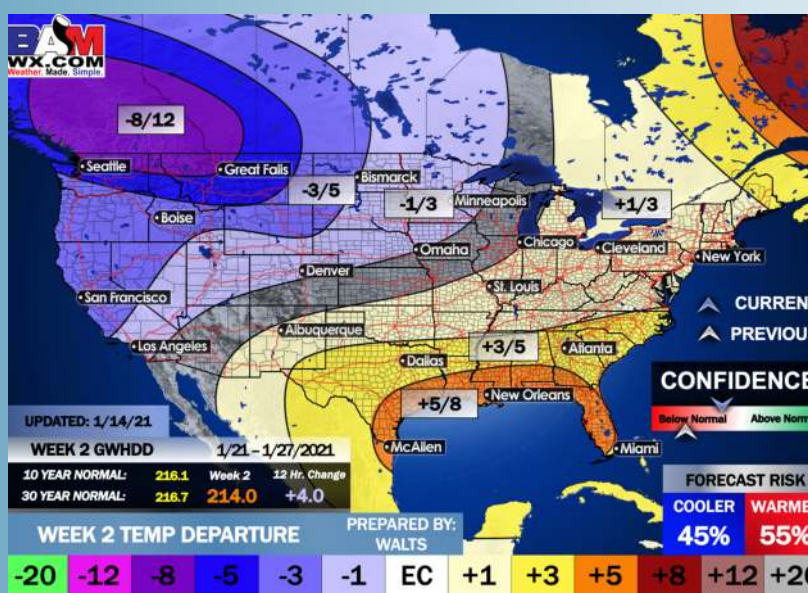 BAM
WX.COM
Weather. Made. Simple.
-8/12
Seattle
Great Falls
Bismarck
-3/5
-1/3
Minneapolis
+1/3
Boise
Omaha
Chicago
Cleveland
New York
Denver
St. Louis
San Francisco
CURREN
PREVIOU
Los Angeles
Albuquerque
+3/5
Dallas
Atlanta
CONFIDENCE
+5/8
New Orleans
Below Normal
Above Norm
UPDATED: 1/14/21
McAllen
Miami
WEEK 2 GWHDD 1/21 - 1/27/2021
10 YEAR NORMAL: 216.1 Week 2 12 Hr. Change
30 YEAR NORMAL: 216.7 214.0 +4.0
FORECAST RISK
COOLER WARME
45% 55%
WEEK 2 TEMP DEPARTURE
PREPARED BY:
WALTS
-20 -12 -8 -5 -3 -1 EC +1 +3 +5 +8 +12 +20